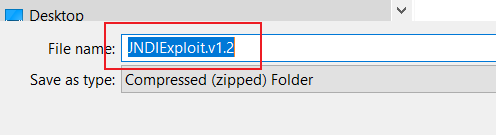 Desktop
File name: JNDIExploit.v1.2
Save as type: Compressed (zipped) Folder